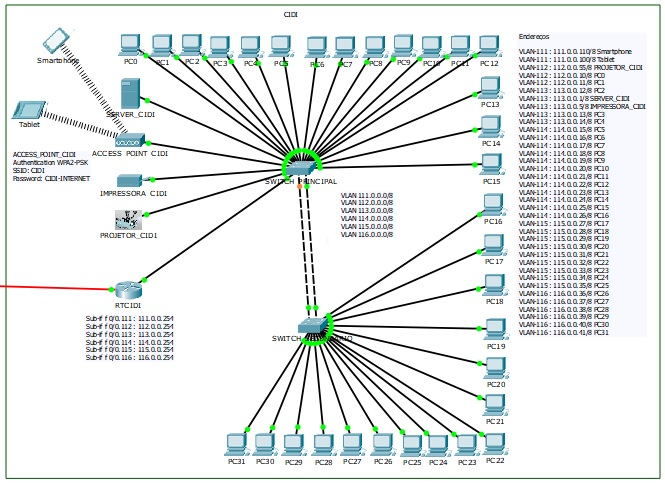 CIDI
Smartphone
Tablet
PC0
PC1
PC2
PC3
PC4
PC5
PC6
PC7
PC8
PC9
PC10
PC11
PC12
SERVER_CIDI
ACCESS_POINT CIDI
ACCESS_POINT_CIDI
Authentication WPA2-PSK
SSID: CIDI
Password: CIDI-INTERNET
IMPRESSORA_CIDI
PROJETOR_CIDI
RTCIDI
Sub-if f0/0.111 : 111.0.0.254
Sub-if f0/0.112 : 112.0.0.254
Sub-if f0/0.113 : 113.0.0.254
Sub-if f0/0.114 : 114.0.0.254
Sub-if f0/0.115 : 115.0.0.254
Sub-if f0/0.116 : 116.0.0.254
SWITCH PRINCIPAL
VLAN 111.0.0.0/8
VLAN 112.0.0.0/8
VLAN 113.0.0.0/8
VLAN 114.0.0.0/8
VLAN 115.0.0.0/8
VLAN 116.0.0.0/8
SWITCH
PC13
PC14
PC15
PC16
PC17
PC18
PC19
PC20
PC21
PC31
PC30
PC29
PC28
PC27
PC26
PC25
PC24
PC23
PC22
Endereços
VLAN-111 : 111.0.0.110/8 Smartphone
VLAN-111 : 111.0.0.100/8 Tablet
VLAN-112 : 112.0.0.55/8 PROJETOR_CIDI
VLAN-112 : 112.0.0.10/8 PC0
VLAN-112 : 112.0.0.11/8 PC1
VLAN-113 : 113.0.0.12/8 PC2
VLAN-113 : 113.0.0.1/8 SERVER_CIDI
VLAN-113 : 113.0.0.5/8 IMPRESSORA_CIDI
VLAN-113 : 113.0.0.13/8 PC3
VLAN-113 : 113.0.0.14/8 PC4
VLAN-114 : 114.0.0.15/8 PC5
VLAN-114 : 114.0.0.16/8 PC6
VLAN-114 : 114.0.0.17/8 PC7
VLAN-114 : 114.0.0.18/8 PC8
VLAN-114 : 114.0.0.19/8 PC9
VLAN-114 : 114.0.0.20/8 PC10
VLAN-114 : 114.0.0.21/8 PC11
VLAN-114 : 114.0.0.22/8 PC12
VLAN-114 : 114.0.0.23/8 PC13
VLAN-114 : 114.0.0.24/8 PC14
VLAN-114 : 114.0.0.25/8 PC15
VLAN-114 : 114.0.0.26/8 PC16
VLAN-115 : 115.0.0.27/8 PC17
VLAN-115 : 115.0.0.28/8 PC18
VLAN-115 : 115.0.0.29/8 PC19
VLAN-115 : 115.0.0.30/8 PC20
VLAN-115 : 115.0.0.31/8 PC21
VLAN-115 : 115.0.0.32/8 PC22
VLAN-115 : 115.0.0.33/8 PC23
VLAN-115 : 115.0.0.34/8 PC24
VLAN-115 : 115.0.0.35/8 PC25
VLAN-116 : 116.0.0.36/8 PC26
VLAN-116 : 116.0.0.37/8 PC27
VLAN-116 : 116.0.0.38/8 PC28
VLAN-116 : 116.0.0.39/8 PC29
VLAN-116 : 116.0.0.40/8 PC30
VLAN-116 : 116.0.0.41/8 PC31